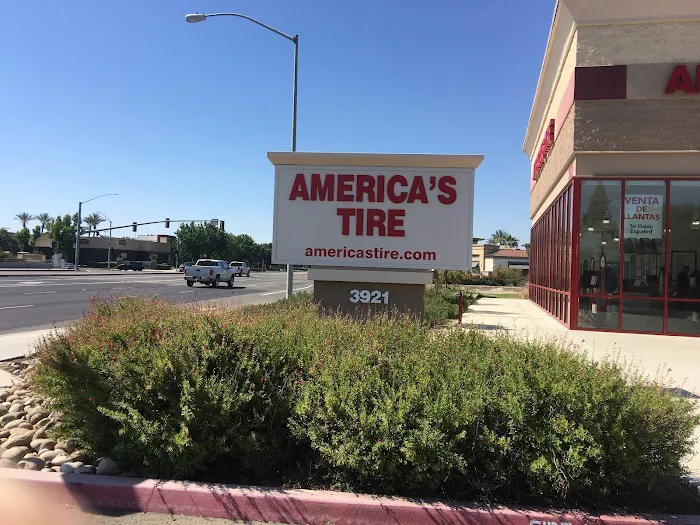 AMERICA'S
TIRE
americastire.com
3921
VENTA
DE
LLANTAS
Se Habla
Español